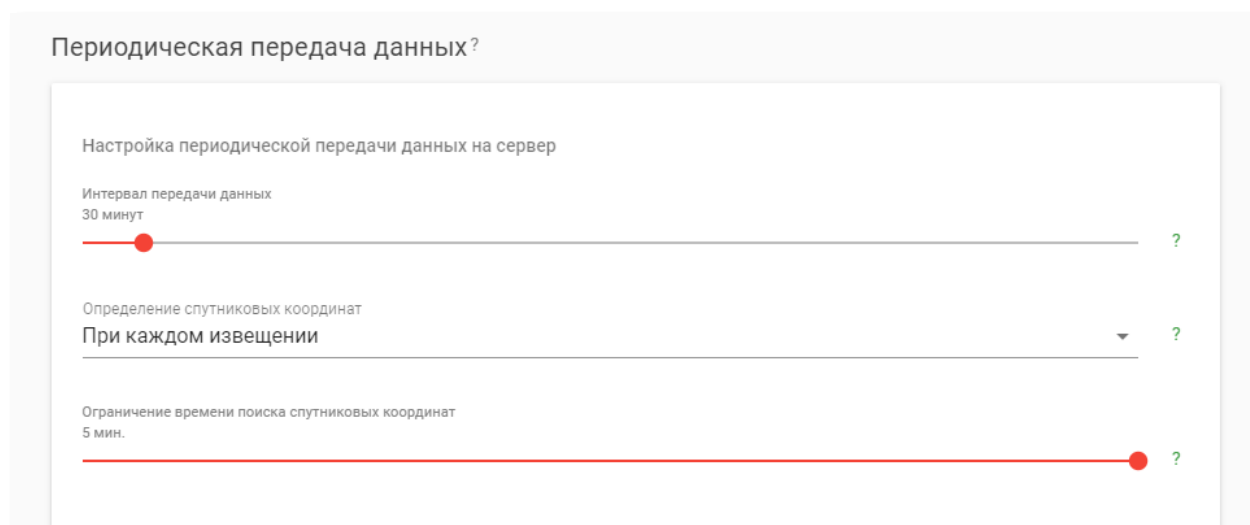 Периодическая передача данных?
Настройка периодической передачи данных на сервер
Интервал передачи данных
30 минут
?
Определение спутниковых координат
При каждом извещении
?
Ограничение времени поиска спутниковых координат
5 мин.
?